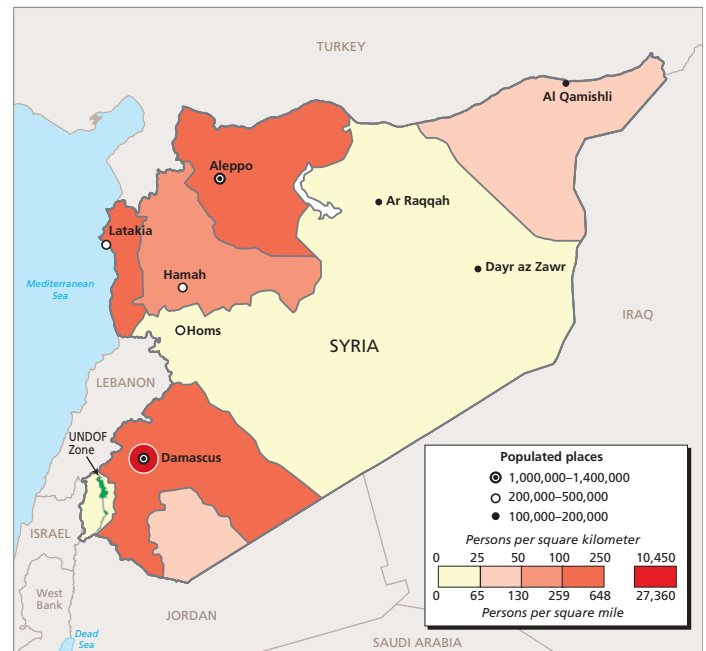 TURKEY
Al Qamishli
Aleppo
Ar Raqqah
Latakia
Dayr az Zawr
Hamah
Mediterranean
Sea
IRAQ
Homs
SYRIA
LEBANON
UNDOF
Zone
Damascus
ISRAEL
West
Bank
JORDAN
Dead
Sea
SAUDI ARABIA
Populated places
1,000,000–1,400,000
200,000–500,000
100,000–200,000
Persons per square kilometer
0 25 50 100 250 10,450
0 65 130 259 648 27,360
Persons per square mile